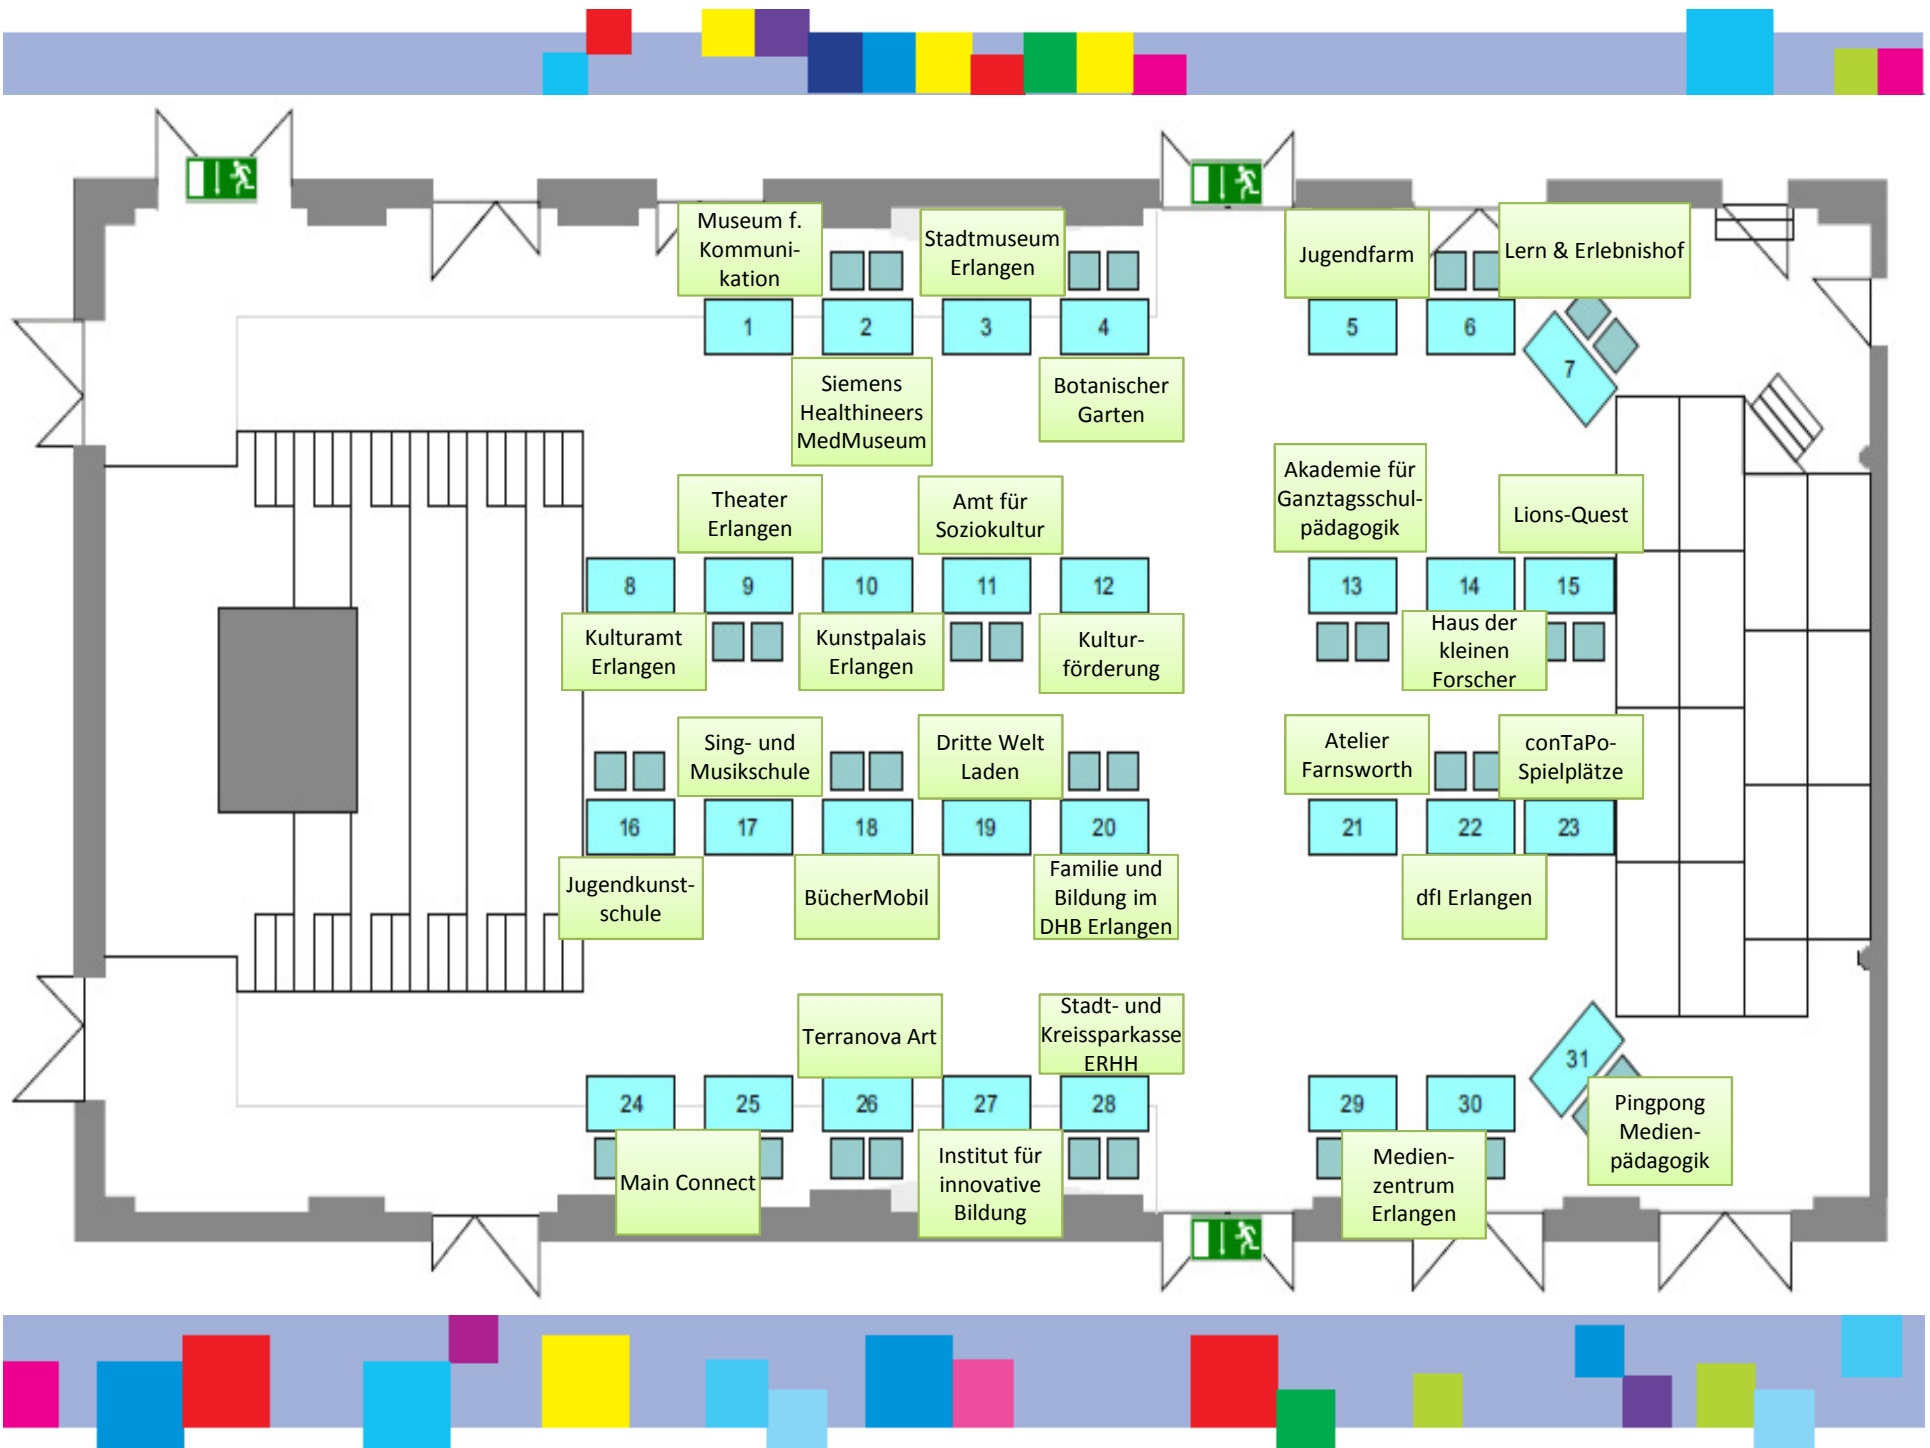 Museum f.
Kommuni-
kation
Stadtmuseum
Erlangen
Jugendfarm
Lern & Erlebnishof
1
2
3
4
5
6
7
Siemens
Healthineers
MedMuseum
Botanischer
Garten
Theater
Erlangen
Amt für
Soziokultur
Akademie für
Ganztagsschul-
pädagogik
Lions-Quest
8
9
10
11
12
13
14
15
Kulturamt
Erlangen
Kunstpalais
Erlangen
Kultur-
förderung
Haus der
kleinen
Forscher
Sing- und
Musikschule
Dritte Welt
Laden
Atelier
Farnsworth
conTaPo-
Spielplätze
16
17
18
19
20
21
22
23
Jugendkunst-
schule
BücherMobil
Familie und
Bildung im
DHB Erlangen
dfI Erlangen
Terranova Art
Stadt- und
Kreissparkasse
ERHH
24
25
26
27
28
29
30
31
Main Connect
Institut für
innovative
Bildung
Medien-
zentrum
Erlangen
Pingpong
Medien-
pädagogik